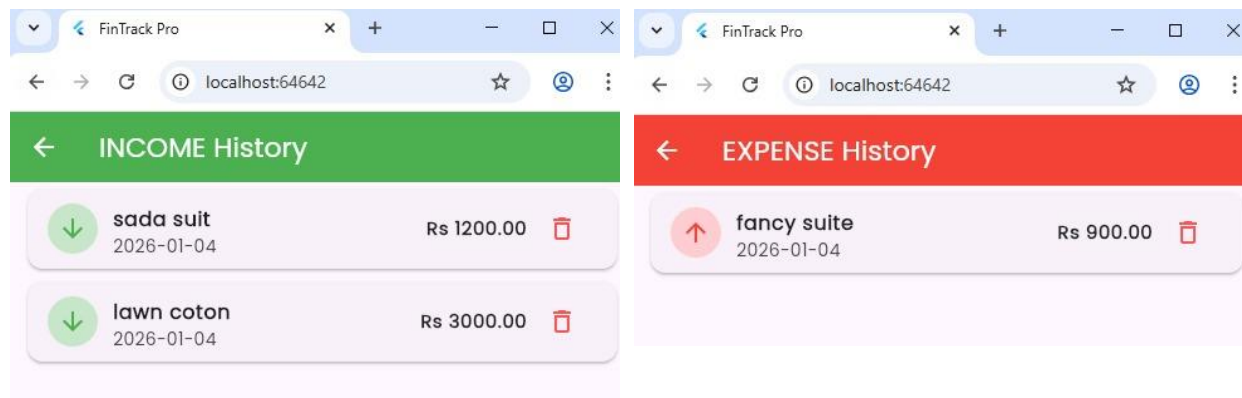 FinTrack Pro
localhost:64642
INCOME History
sada suit
Rs 1200.00
2026-01-04
lawn coton
Rs 3000.00
2026-01-04
FinTrack Pro
localhost:64642
EXPENSE History
fancy suite
Rs 900.00
2026-01-04